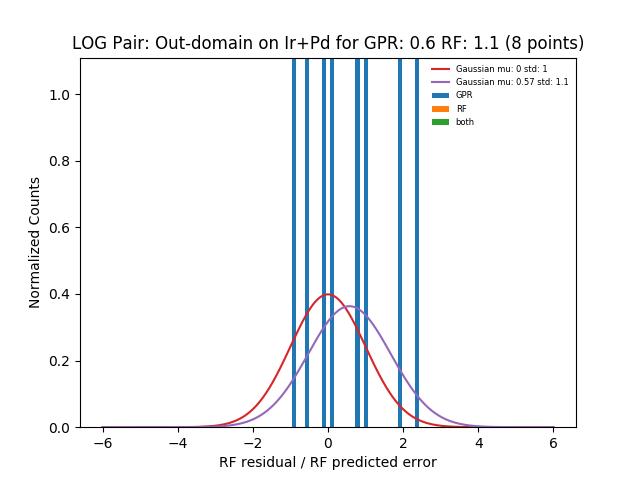 LOG Pair: Out-domain on Ir+Pd for GPR: 0.6 RF: 1.1 (8 points)
Gaussian mu: 0 std: 1
Gaussian mu: 0.57 std: 1.1
GPR
RF
both
1.0
0.8
0.6
0.4
0.2
0.0
Normalized Counts
−6
−4
−2
0
2
4
6
RF residual / RF predicted error